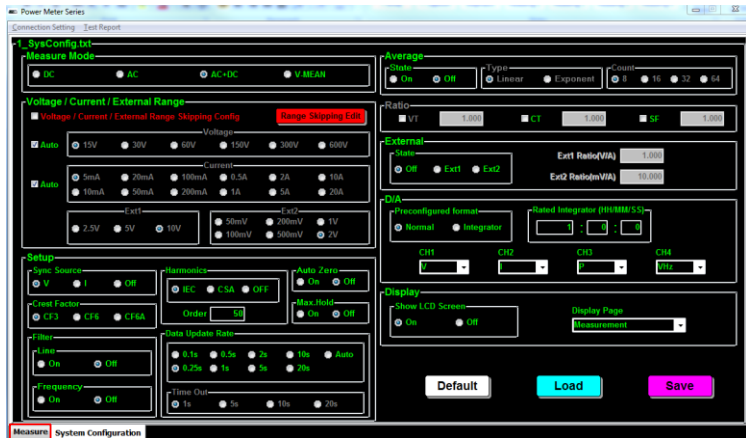 Power Meter Series
Connection Setting Test Report
1_SysConfig.txt
Measure Mode
DC AC AC+DC V-MEAN
Voltage / Current / External Range
Voltage / Current / External Range Skipping Config Range Skipping Edit
Voltage
Auto 15V 30V 60V 150V 300V 600V
Current
Auto 5mA 20mA 100mA 0.5A 2A 10A
10mA 50mA 200mA 1A 5A 20A
Ext1
2.5V 5V 10V
Ext2
50mV 200mV 1V
100mV 500mV 2V
Setup
Sync Source
V I Off
Crest Factor
CF3 CF6 CF6A
Filter
Line
On Off
Frequency
On Off
Harmonics
IEC CSA OFF
Order 50
Auto Zero
On Off
Max.Hold
On Off
Data Update Rate
0.1s 0.5s 2s 10s Auto
0.25s 1s 5s 20s
Time Out
1s 5s 10s 20s
Average
State
On Off
Type
Linear Exponent
Count
8 16 32 64
Ratio
VT 1.000 CT 1.000 SF 1.000
External
State
Off Ext1 Ext2
Ext1 Ratio(V/A) 1.000
Ext2 Ratio(mV/A) 10.000
D/A
Preconfigured format
Normal Integrator
Rated Integrator (HH/MM/SS)
1 : 0 : 0
CH1 CH2 CH3 CH4
V I P VHz
Display
Show LCD Screen
On Off
Display Page
Measurement
Default Load Save
Measure System Configuration